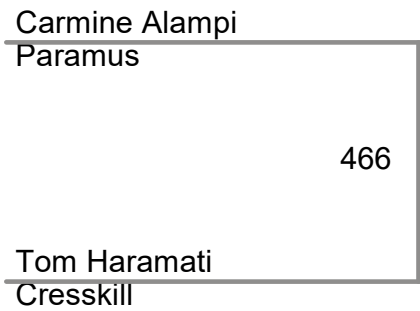 Carmine Alampi
Paramus
466
Tom Haramati
Cresskill